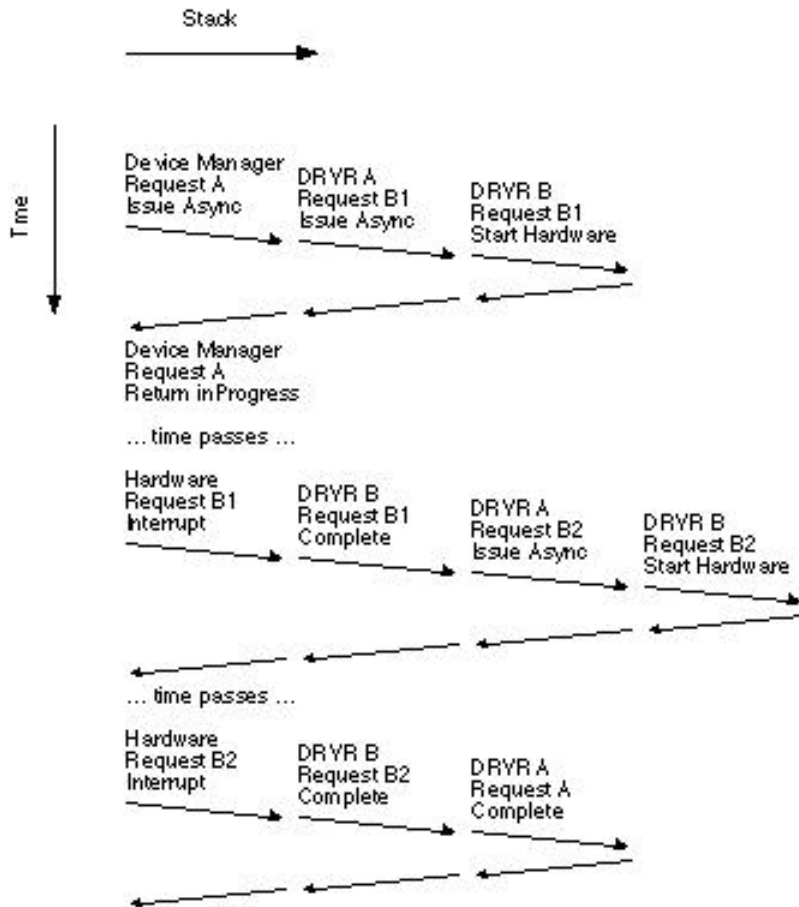 Stack
Time
Device Manager
Request A
Issue Async
DRVR A
Request B1
Issue Async
DRVR B
Request B1
Start Hardware
Device Manager
Request A
Return in Progress
... time passes ...
Hardware
Request B1
Interrupt
DRVR B
Request B1
Complete
DRVR A
Request B2
Issue Async
DRVR B
Request B2
Start Hardware
... time passes ...
Hardware
Request B2
Interrupt
DRVR B
Request B2
Complete
DRVR A
Request A
Complete